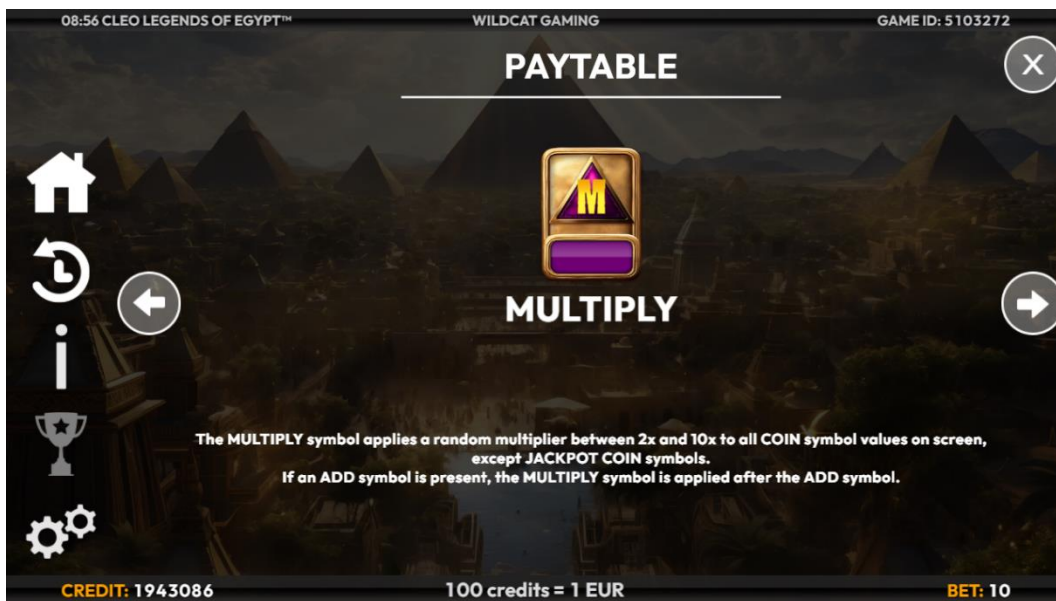 08:56 CLEO LEGENDS OF EGYPT™
WILDCAT GAMING
GAME ID: 5103272
PAYTABLE
X
M
MULTIPLY
The MULTIPLY symbol applies a random multiplier between 2x and 10x to all COIN symbol values on screen,
except JACKPOT COIN symbols.
If an ADD symbol is present, the MULTIPLY symbol is applied after the ADD symbol.
CREDIT: 1943086
100 credits = 1 EUR
BET: 10